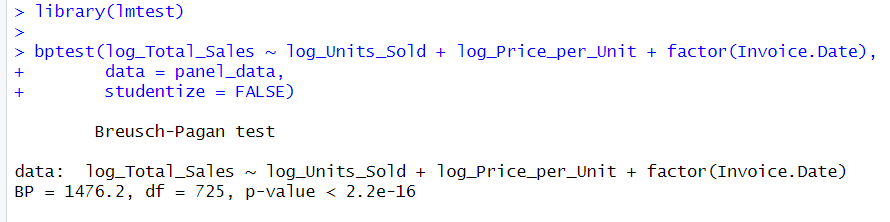 > library(lmtest)
>
> bptest(log_Total_Sales ~ log_Units_Sold + log_Price_per_Unit + factor(Invoice.Date),
+        data = panel_data,
+        studentize = FALSE)
Breusch-Pagan test
data:  log_Total_Sales ~ log_Units_Sold + log_Price_per_Unit + factor(Invoice.Date)
BP = 1476.2, df = 725, p-value < 2.2e-16